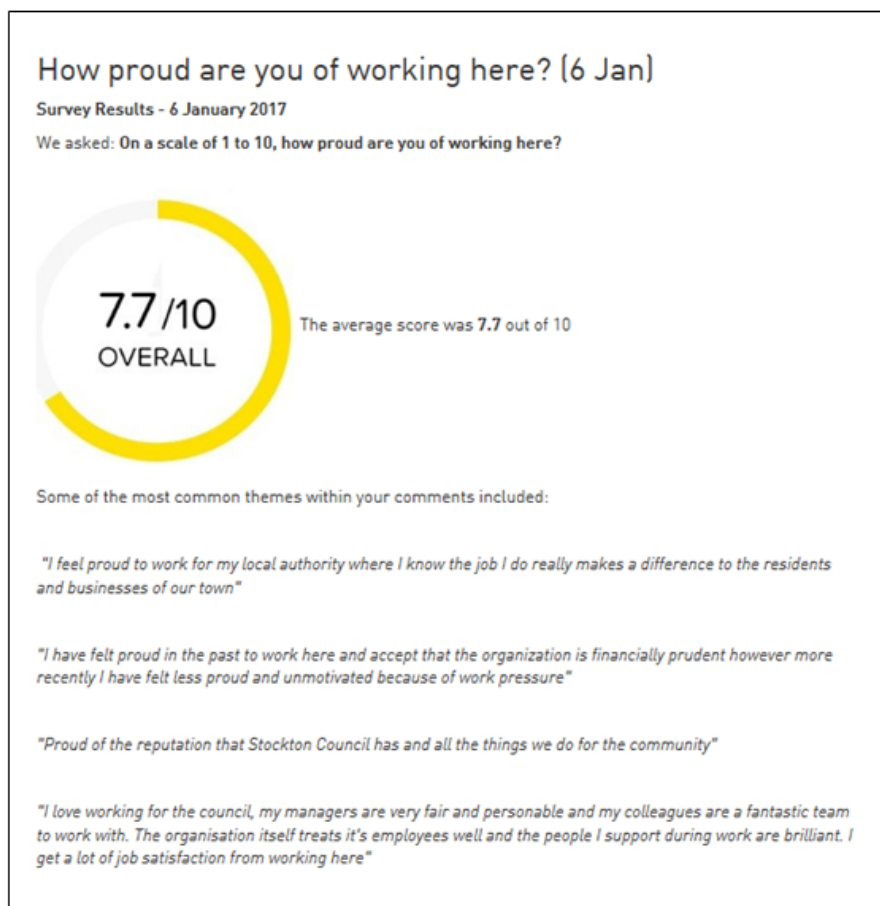 How proud are you of working here? (6 Jan)
Survey Results - 6 January 2017
We asked: On a scale of 1 to 10, how proud are you of working here?
7.7/10
OVERALL
The average score was 7.7 out of 10
Some of the most common themes within your comments included:
"I feel proud to work for my local authority where I know the job I do really makes a difference to the residents
and businesses of our town"
"I have felt proud in the past to work here and accept that the organization is financially prudent however more
recently I have felt less proud and unmotivated because of work pressure"
"Proud of the reputation that Stockton Council has and all the things we do for the community"
"I love working for the council, my managers are very fair and personable and my colleagues are a fantastic team
to work with. The organisation itself treats it's employees well and the people I support during work are brilliant. I
get a lot of job satisfaction from working here"